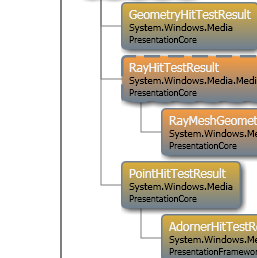 GeometryHitTestResult
System.Windows.Media
PresentationCore
RayHitTestResult
System.Windows.Media.Medi
PresentationCore
RayMeshGeomet
System.Windows.Me
PresentationCore
PointHitTestResult
System.Windows.Media
PresentationCore
AdornerHitTestR
System.Windows.Me
PresentationFramewor